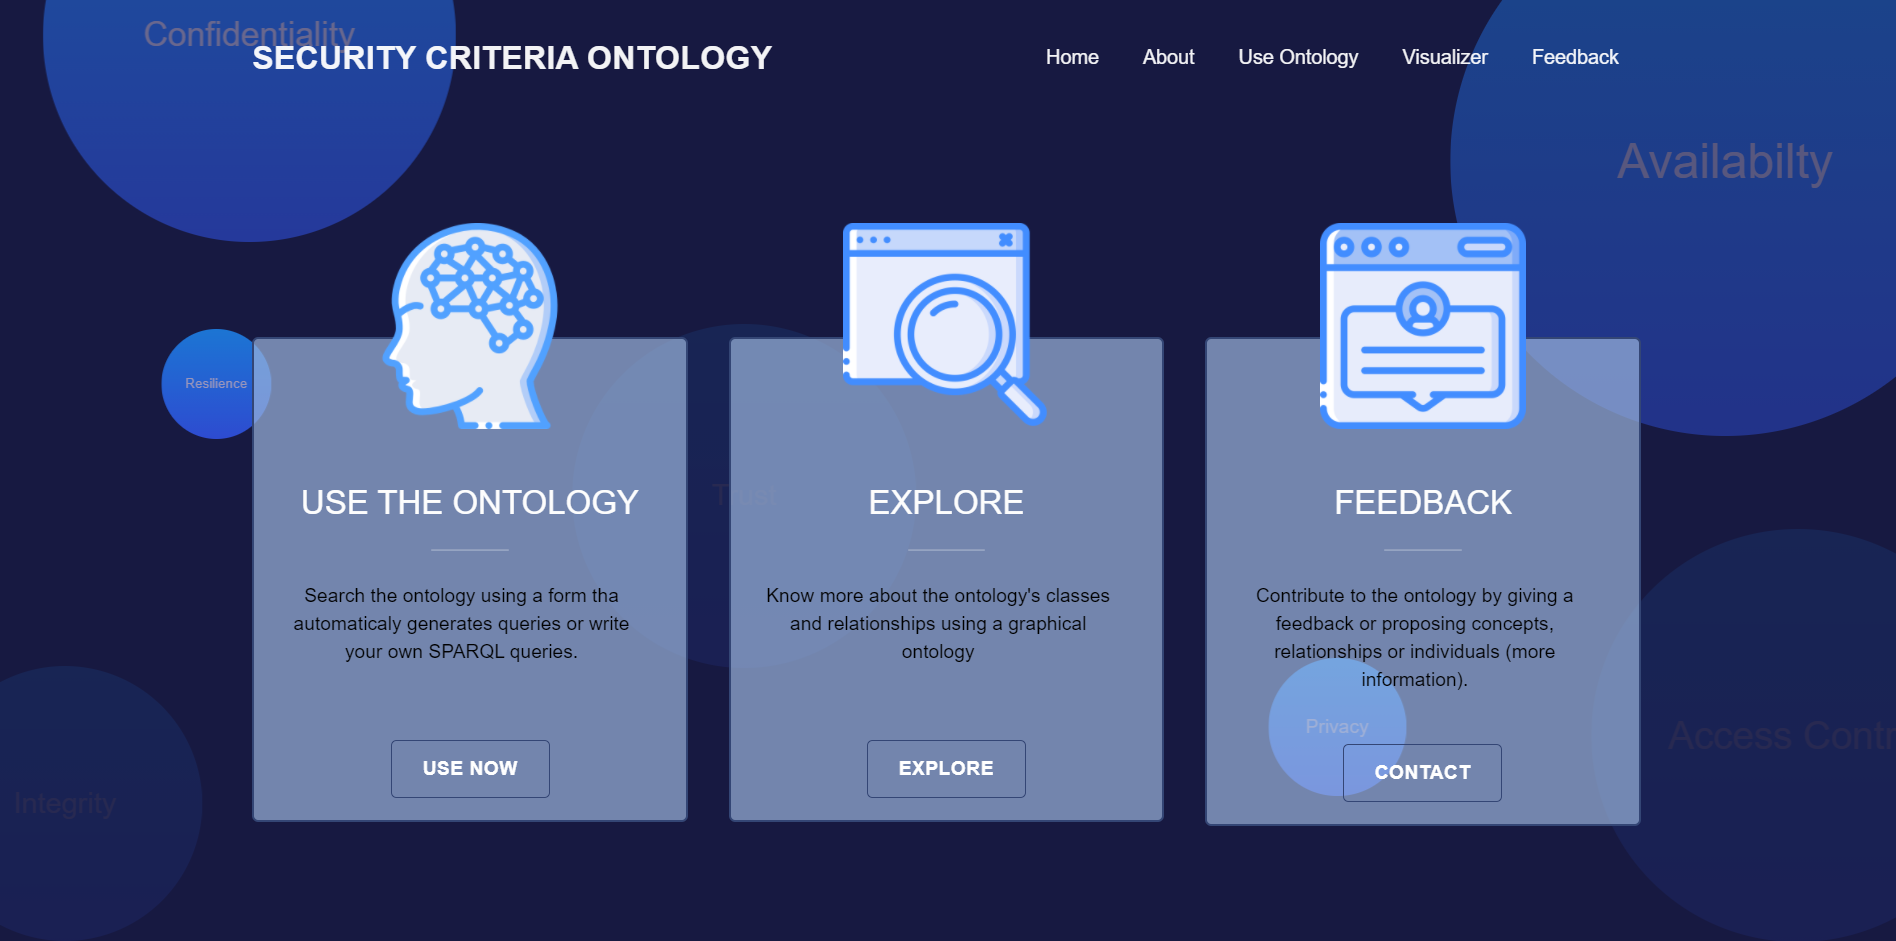 Confidentiality
SECURITY CRITERIA ONTOLOGY
Home
About
Use Ontology
Visualizer
Feedback
Availabilty
Resilience
USE THE ONTOLOGY
Search the ontology using a form tha
automaticaly generates queries or write
your own SPARQL queries.
USE NOW
EXPLORE
Know more about the ontology's classes
and relationships using a graphical
ontology
EXPLORE
FEEDBACK
Contribute to the ontology by giving a
feedback or proposing concepts,
relationships or individuals (more
information).
Privacy
CONTACT
Access Contr
Integrity